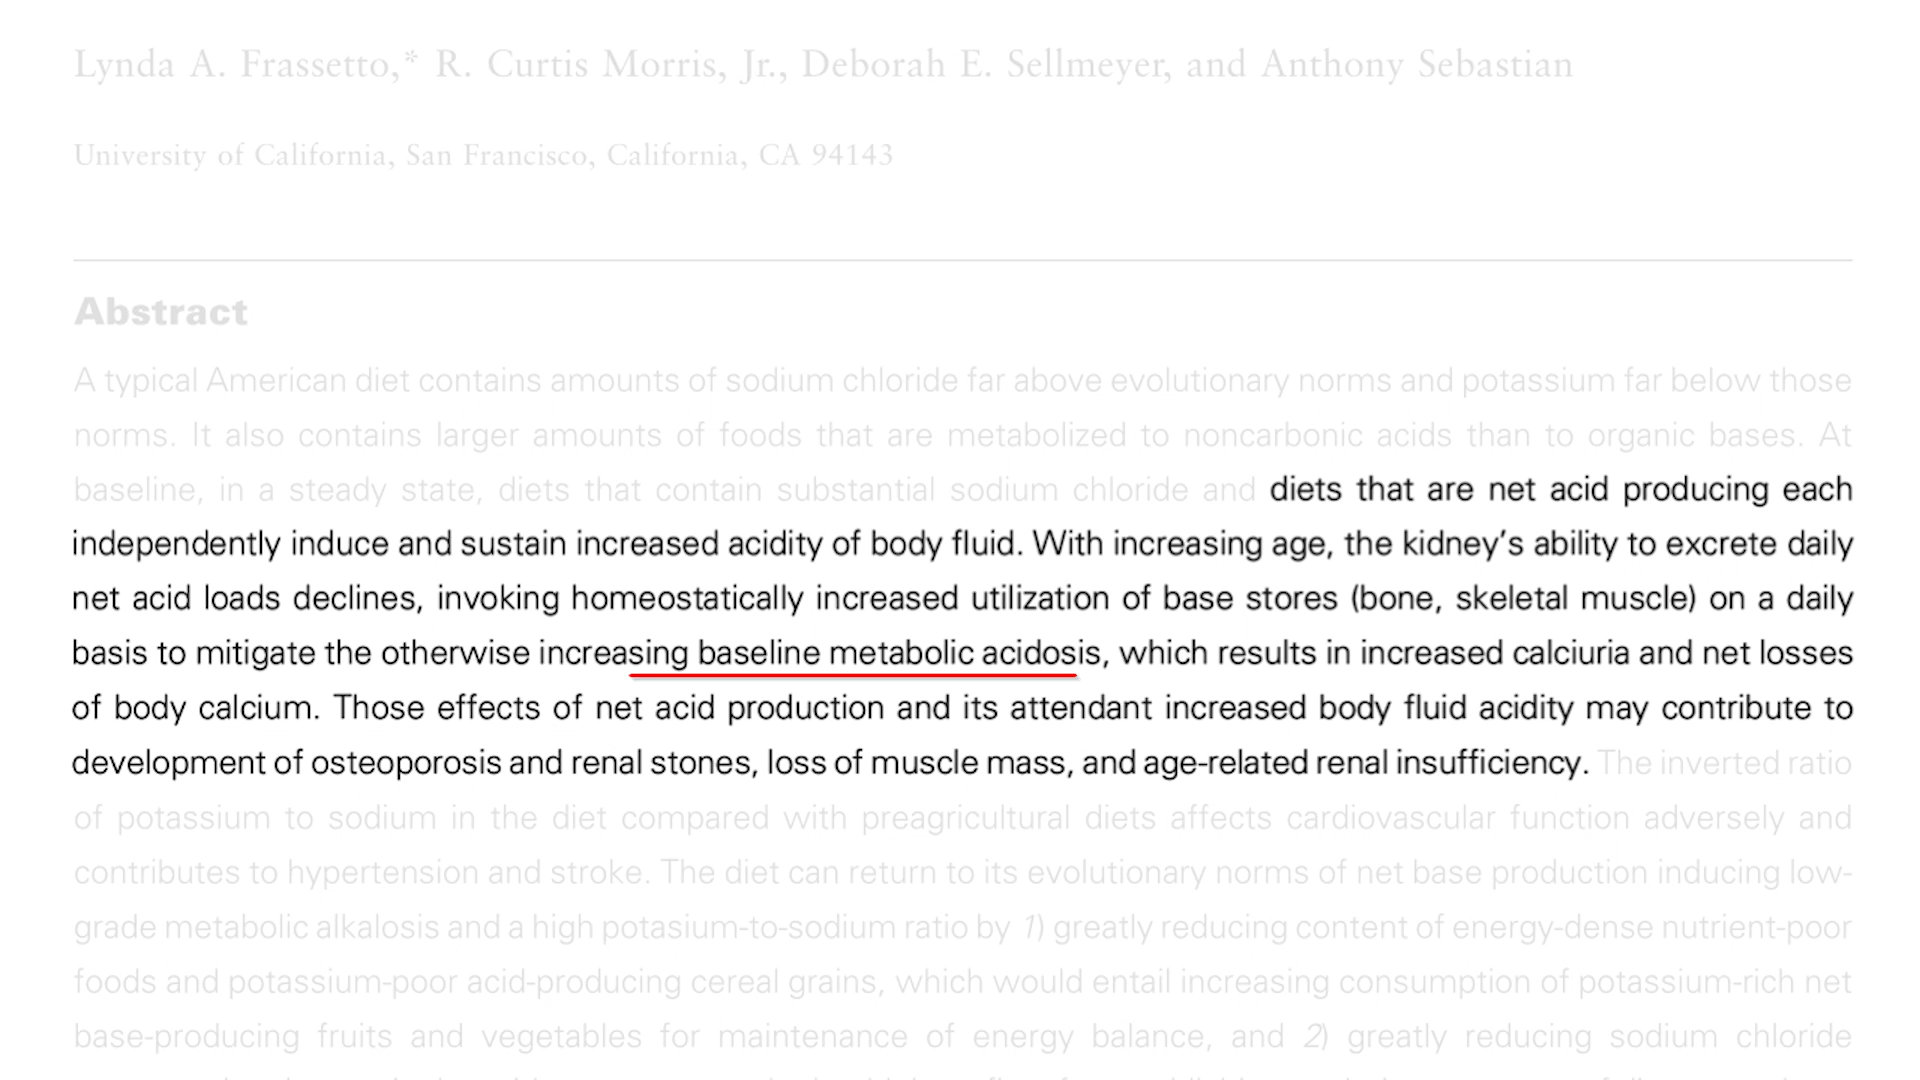 Lynda A. Frassetto,* R. Curtis Morris, Jr., Deborah E. Sellmeyer, and Anthony Sebastian
University of California, San Francisco, California, CA 94143
Abstract
A typical American diet contains amounts of sodium chloride far above evolutionary norms and potassium far below those
norms. It also contains larger amounts of foods that are metabolized to noncarbonic acids than to organic bases. At
baseline, in a steady state, diets that contain substantial sodium chloride and diets that are net acid producing each
independently induce and sustain increased acidity of body fluid. With increasing age, the kidney's ability to excrete daily
net acid loads declines, invoking homeostatically increased utilization of base stores (bone, skeletal muscle) on a daily
basis to mitigate the otherwise increasing baseline metabolic acidosis, which results in increased calciuria and net losses
of body calcium. Those effects of net acid production and its attendant increased body fluid acidity may contribute to
development of osteoporosis and renal stones, loss of muscle mass, and age-related renal insufficiency. The inverted ratio
of potassium to sodium in the diet compared with preagricultural diets affects cardiovascular function adversely and
contributes to hypertension and stroke. The diet can return to its evolutionary norms of net base production inducing low-
grade metabolic alkalosis and a high potasium-to-sodium ratio by 1) greatly reducing content of energy-dense nutrient-poor
foods and potassium-poor acid-producing cereal grains, which would entail increasing consumption of potassium-rich net
base-producing fruits and vegetables for maintenance of energy balance, and 2) greatly reducing sodium chloride